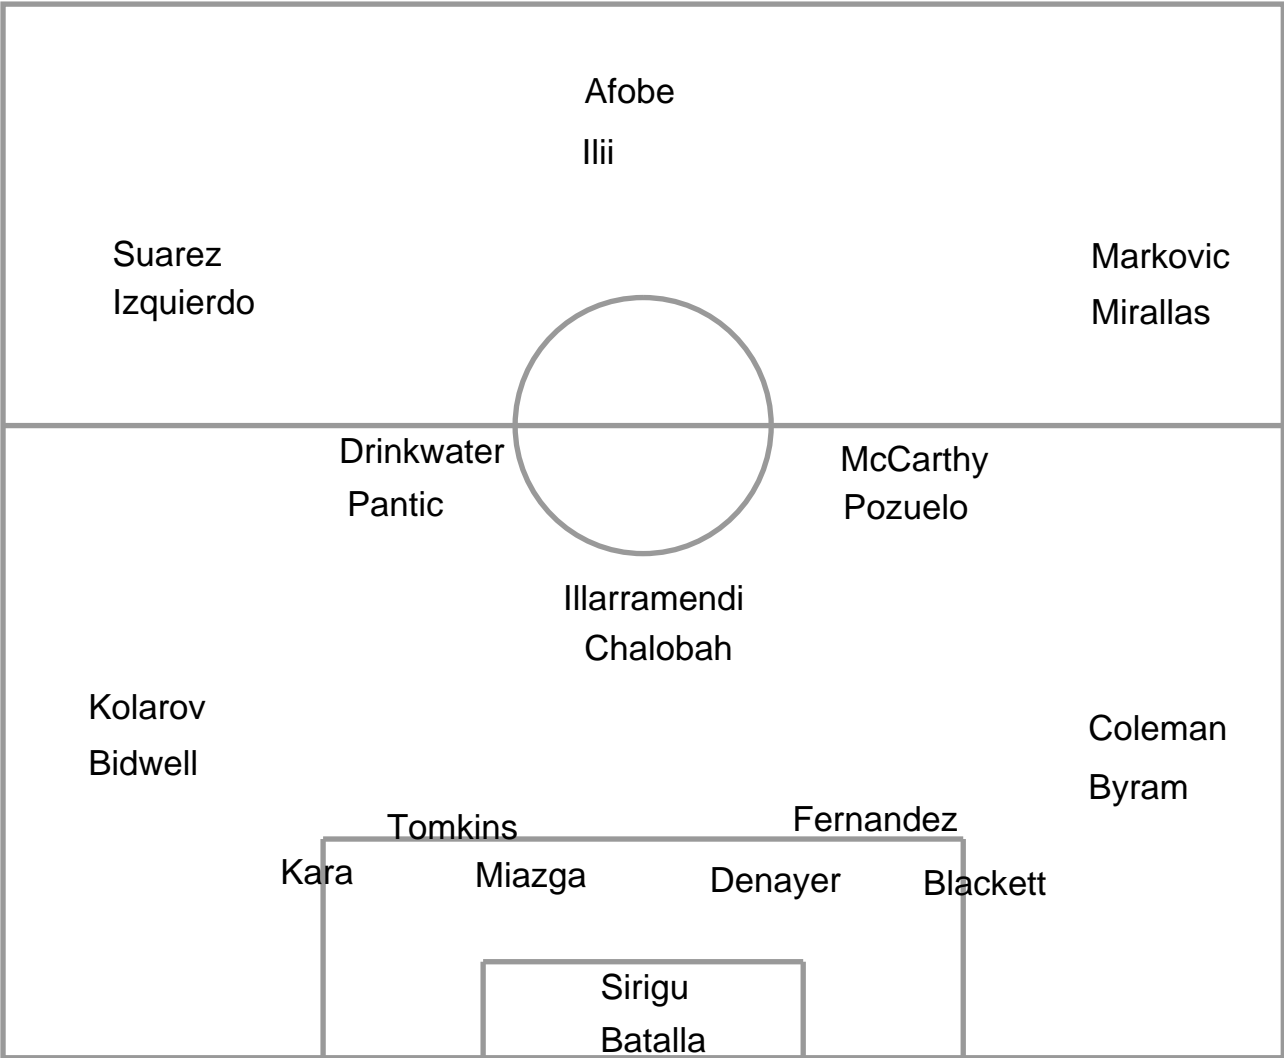 Afobe
Ilii
Suarez
Izquierdo
Markovic
Mirallas
Drinkwater
Pantic
McCarthy
Pozuelo
Illarramendi
Chalobah
Kolarov
Bidwell
Coleman
Byram
Tomkins
Fernandez
Kara
Miazga
Denayer
Blackett
Sirigu
Batalla